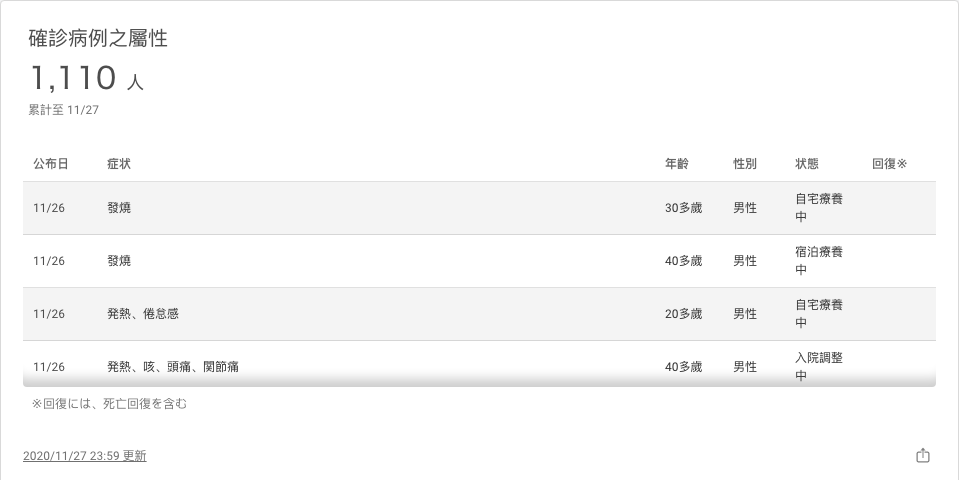 確診病例之屬性
1,110 人
累計至 11/27
公布日 症状 年齢 性別 状態 回復※
11/26 發燒 30多歲 男性 自宅療養
中
11/26 發燒 40多歲 男性 宿泊療養
中
11/26 発熱、倦怠感 20多歲 男性 自宅療養
中
11/26 発熱、咳、頭痛、関節痛 40多歲 男性 入院調整
中
※回復には、死亡回復を含む
2020/11/27 23:59 更新